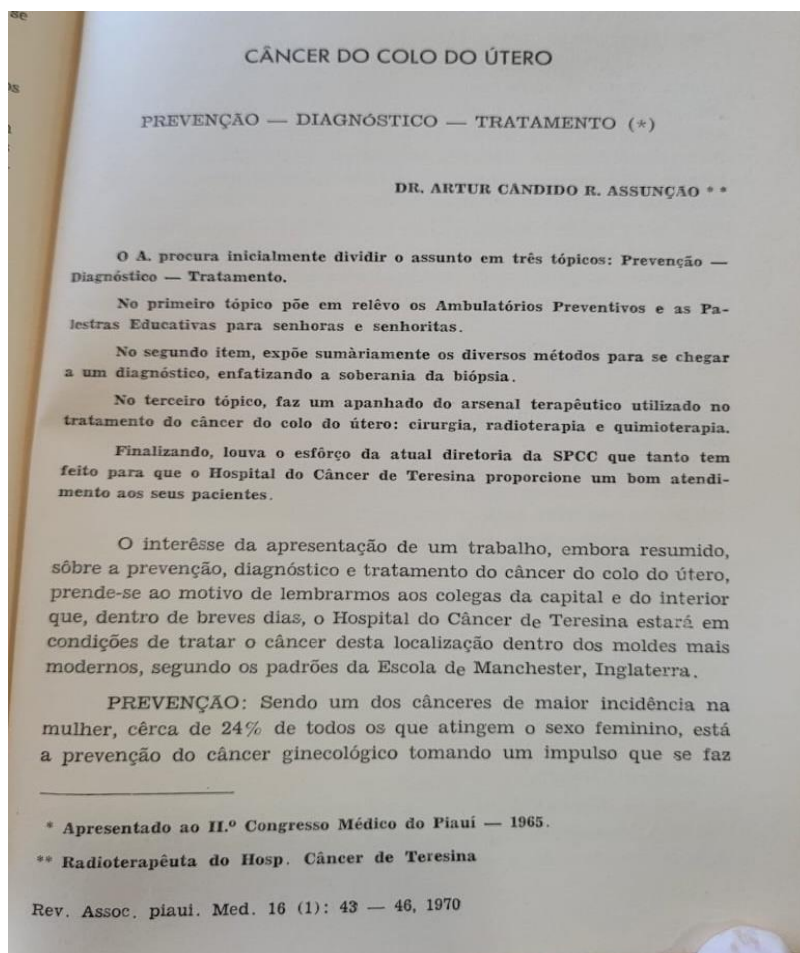 se
os
CÂNCER DO COLO DO ÚTERO
PREVENÇÃO — DIAGNÓSTICO — TRATAMENTO (*)
DR. ARTUR CANDIDO R. ASSUNÇÃO * *
O A. procura inicialmente dividir o assunto em três tópicos: Prevenção —
Diagnóstico — Tratamento.
No primeiro tópico põe em relêvo os Ambulatórios Preventivos e as Pa-
lestras Educativas para senhoras e senhoritas.
No segundo item, expõe sumàriamente os diversos métodos para se chegar
a um diagnóstico, enfatizando a soberania da biópsia.
No terceiro tópico, faz um apanhado do arsenal terapêutico utilizado no
tratamento do câncer do colo do útero: cirurgia, radioterapia e quimioterapia.
Finalizando, louva o esfôrço da atual diretoria da SPCC que tanto tem
feito para que o Hospital do Câncer de Teresina proporcione um bom atendi-
mento aos seus pacientes.
O interêsse da apresentação de um trabalho, embora resumido,
sôbre a prevenção, diagnóstico e tratamento do câncer do colo do útero,
prende-se ao motivo de lembrarmos aos colegas da capital e do interior
que, dentro de breves dias, o Hospital do Câncer de Teresina estará em
condições de tratar o câncer desta localização dentro dos moldes mais
modernos, segundo os padrões da Escola de Manchester, Inglaterra.
PREVENÇÃO: Sendo um dos cânceres de maior incidência na
mulher, cêrca de 24% de todos os que atingem o sexo feminino, está
a prevenção do câncer ginecológico tomando um impulso que se faz
* Apresentado ao II.º Congresso Médico do Piauí — 1965.
** Radioterapêuta do Hosp. Câncer de Teresina
Rev. Assoc. piaui. Med. 16 (1): 43 — 46, 1970